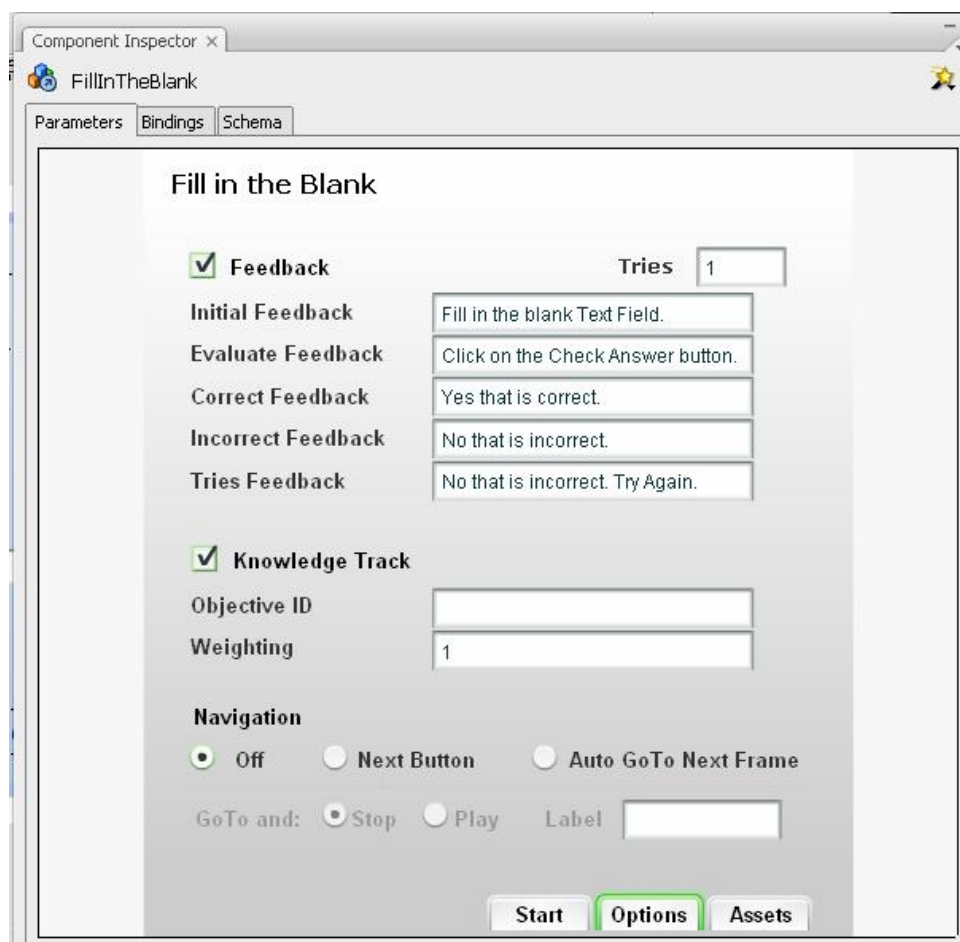 Component Inspector
FillInTheBlank
Parameters Bindings Schema
Fill in the Blank
Feedback Tries 1
Initial Feedback Fill in the blank Text Field.
Evaluate Feedback Click on the Check Answer button.
Correct Feedback Yes that is correct.
Incorrect Feedback No that is incorrect.
Tries Feedback No that is incorrect. Try Again.
Knowledge Track
Objective ID
Weighting 1
Navigation
Off Next Button Auto GoTo Next Frame
GoTo and: Stop Play Label
Start Options Assets